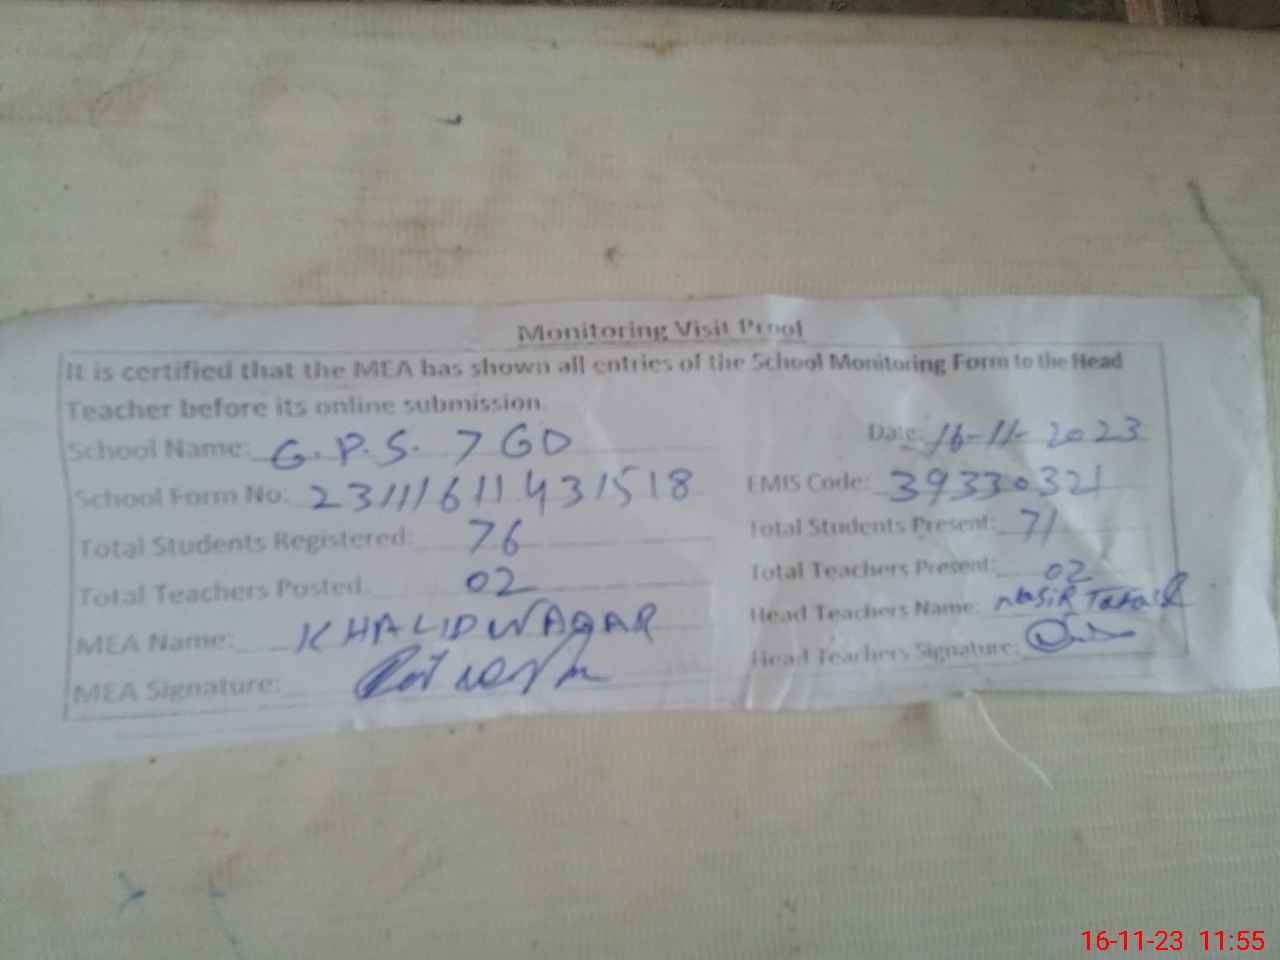 Monitoring Visit Proof
It is certified that the MEA has shown all entries of the School Monitoring Form to the Head
Teacher before its online submission.
School Name: G.P.S. 7 GD Date: 16-11-2023
School Form No: 23111611431518 EMIS Code: 39330321
Total Students Registered: 76 Total Students Present: 71
Total Teachers Posted: 02 Total Teachers Present: 02
MEA Name: KHALID WAQAR Head Teachers Name: NASIR
MEA Signature: Head Teachers Signature:
16-11-23 11:55